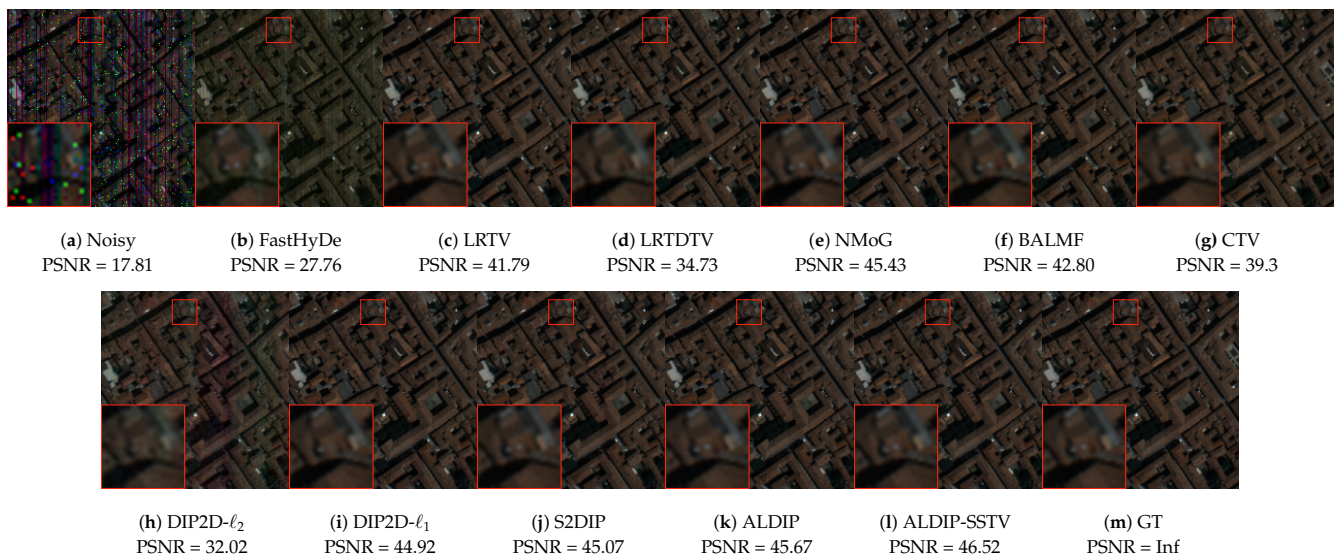 (a) Noisy (b) FastHyDe (c) LRTV (d) LRTDTV (e) NMoG (f) BALMF (g) CTV
PSNR = 17.81 PSNR = 27.76 PSNR = 41.79 PSNR = 34.73 PSNR = 45.43 PSNR = 42.80 PSNR = 39.3
(h) DIP2D-ℓ₂ (i) DIP2D-ℓ₁ (j) S2DIP (k) ALDIP (l) ALDIP-SSTV (m) GT
PSNR = 32.02 PSNR = 44.92 PSNR = 45.07 PSNR = 45.67 PSNR = 46.52 PSNR = Inf